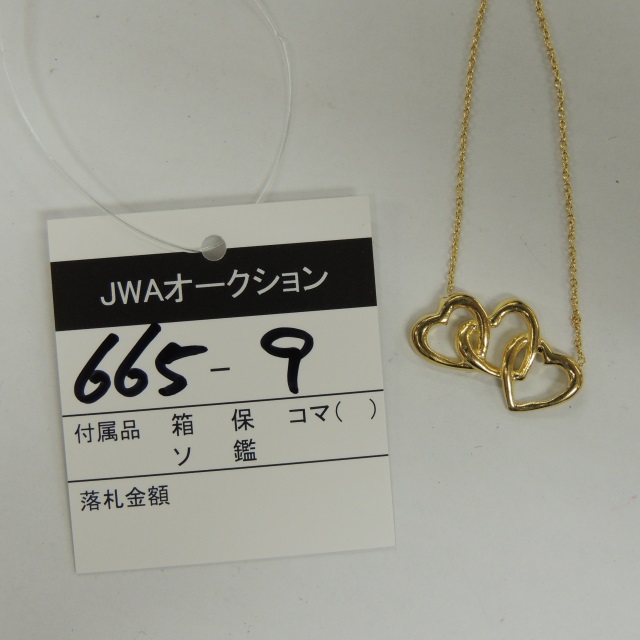 JWAオークション
665-9
付属品 箱 保 コマ( )
ソ 鑑
落札金額